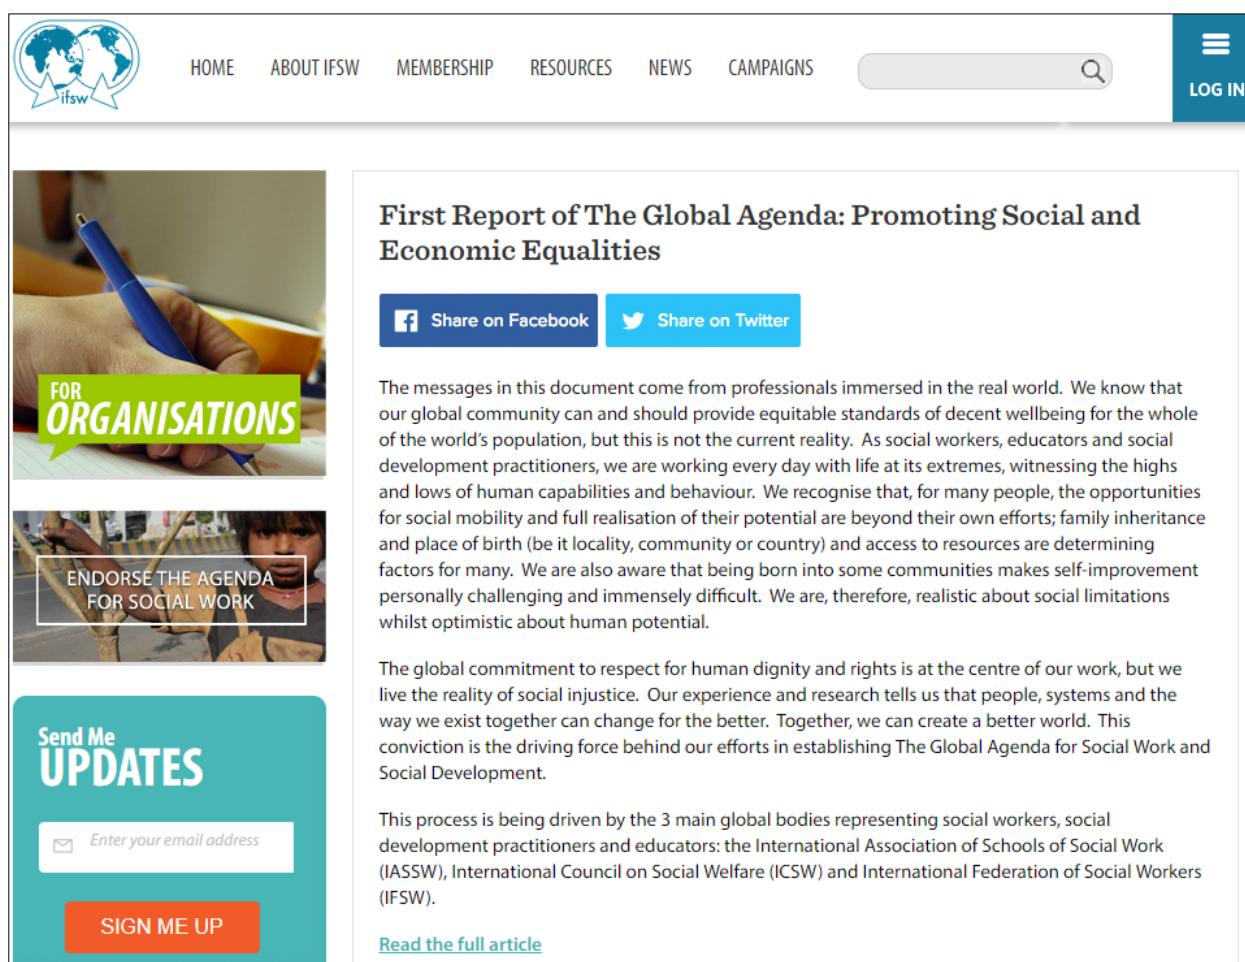 ifsw
HOME
ABOUT IFSW
MEMBERSHIP
RESOURCES
NEWS
CAMPAIGNS
LOG IN
FOR
ORGANISATIONS
ENDORSE THE AGENDA
FOR SOCIAL WORK
Send Me
UPDATES
Enter your email address
SIGN ME UP
First Report of The Global Agenda: Promoting Social and
Economic Equalities
Share on Facebook
Share on Twitter
The messages in this document come from professionals immersed in the real world. We know that
our global community can and should provide equitable standards of decent wellbeing for the whole
of the world's population, but this is not the current reality. As social workers, educators and social
development practitioners, we are working every day with life at its extremes, witnessing the highs
and lows of human capabilities and behaviour. We recognise that, for many people, the opportunities
for social mobility and full realisation of their potential are beyond their own efforts; family inheritance
and place of birth (be it locality, community or country) and access to resources are determining
factors for many. We are also aware that being born into some communities makes self-improvement
personally challenging and immensely difficult. We are, therefore, realistic about social limitations
whilst optimistic about human potential.
The global commitment to respect for human dignity and rights is at the centre of our work, but we
live the reality of social injustice. Our experience and research tells us that people, systems and the
way we exist together can change for the better. Together, we can create a better world. This
conviction is the driving force behind our efforts in establishing The Global Agenda for Social Work and
Social Development.
This process is being driven by the 3 main global bodies representing social workers, social
development practitioners and educators: the International Association of Schools of Social Work
(IASSW), International Council on Social Welfare (ICSW) and International Federation of Social Workers
(IFSW).
Read the full article